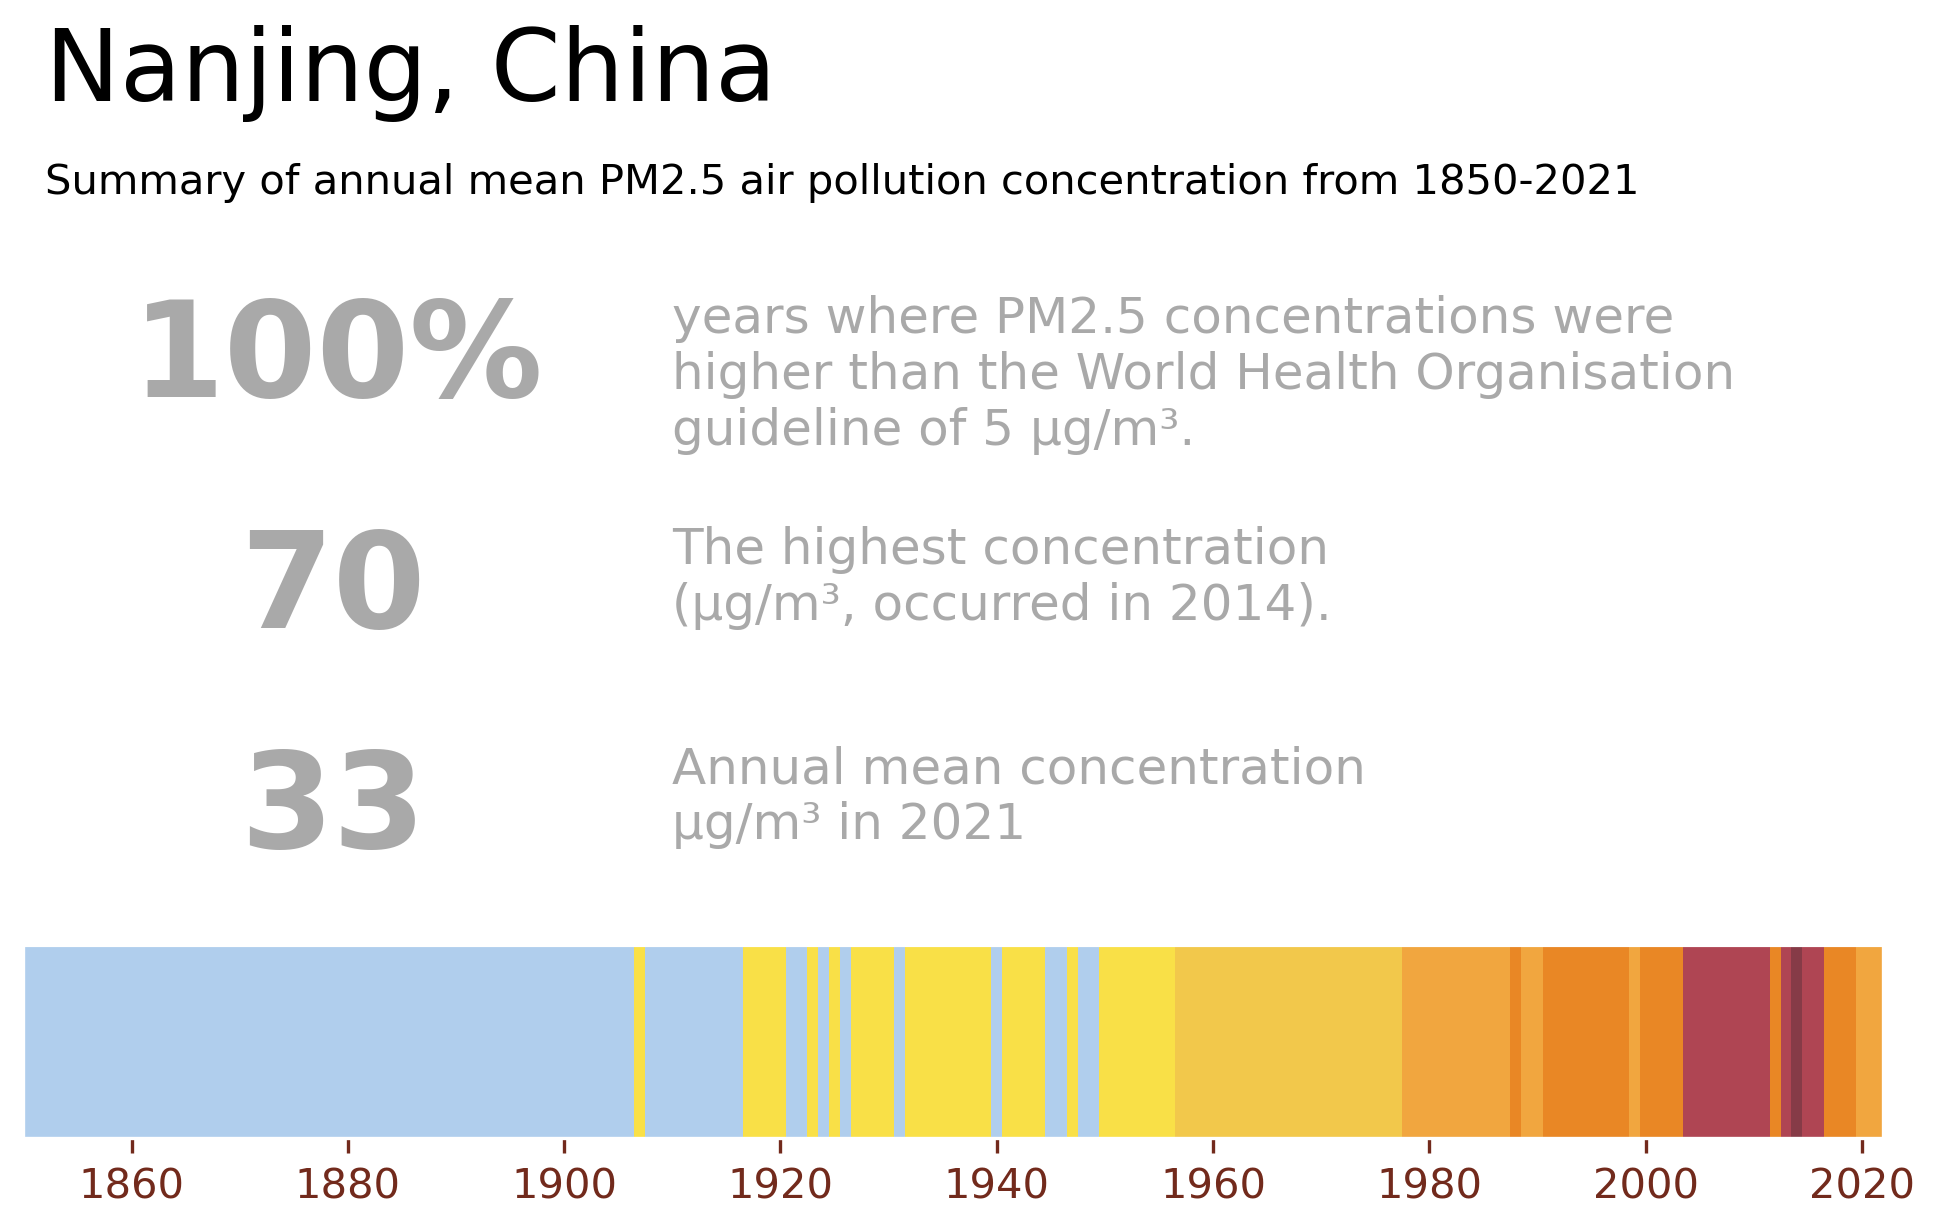 Nanjing, China
Summary of annual mean PM2.5 air pollution concentration from 1850-2021
100%
years where PM2.5 concentrations were
higher than the World Health Organisation
guideline of 5 µg/m³.
70
The highest concentration
(µg/m³, occurred in 2014).
33
Annual mean concentration
µg/m³ in 2021
1860 1880 1900 1920 1940 1960 1980 2000 2020